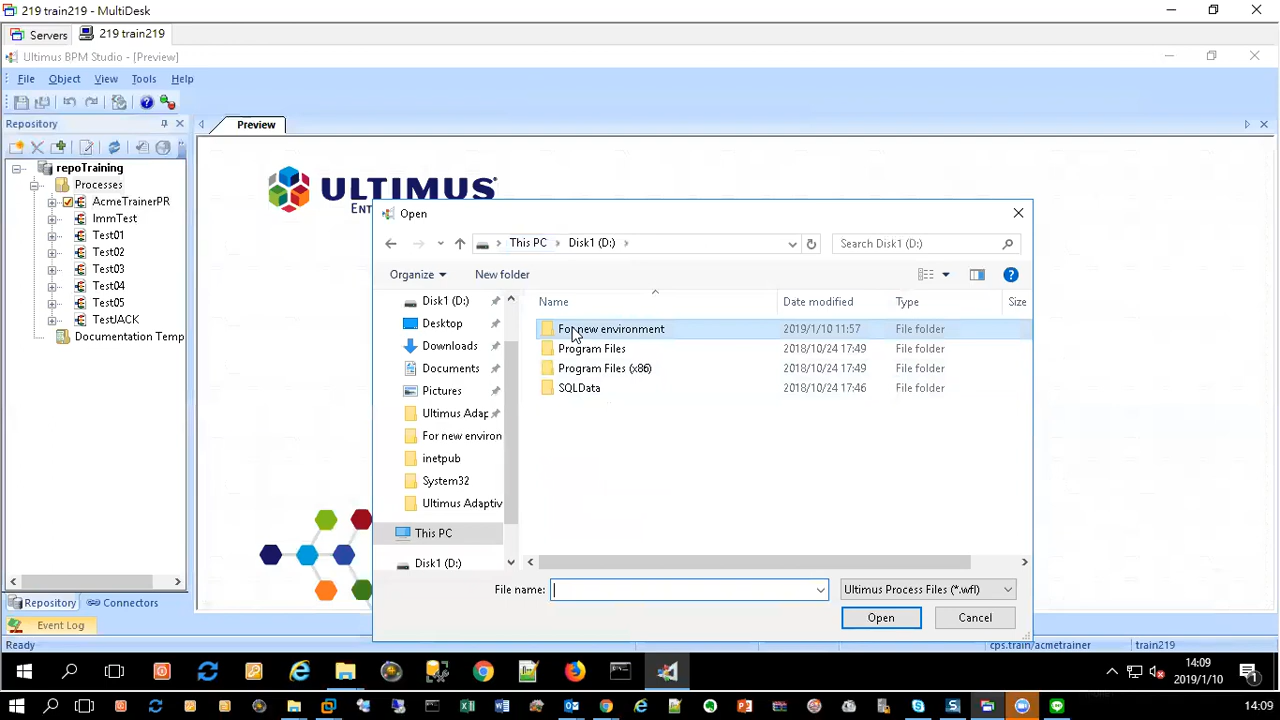 219 train219 - MultiDesk
Servers 219 train219
Ultimus BPM Studio - [Preview]
File Object View Tools Help
Repository
Preview
repoTraining
Processes
AcmeTrainerPR
ImmTest
Test01
Test02
Test03
Test04
Test05
TestJACK
Documentation Temp
ULTIMUS
Open
This PC Disk1 (D:)
Search Disk1 (D:)
Organize New folder
Disk1 (D:)
Desktop
Downloads
Documents
Pictures
Ultimus Adap
For new environ
inetpub
System32
Ultimus Adaptiv
This PC
Disk1 (D:)
Name Date modified Type Size
For new environment 2019/1/10 11:57 File folder
Program Files 2018/10/24 17:49 File folder
Program Files (x86) 2018/10/24 17:49 File folder
SQLData 2018/10/24 17:46 File folder
File name: Ultimus Process Files (*.wfl)
Open Cancel
Repository Connectors
Event Log
Ready cps.train/acmetrainer train219
14:09
2019/1/10
14:09